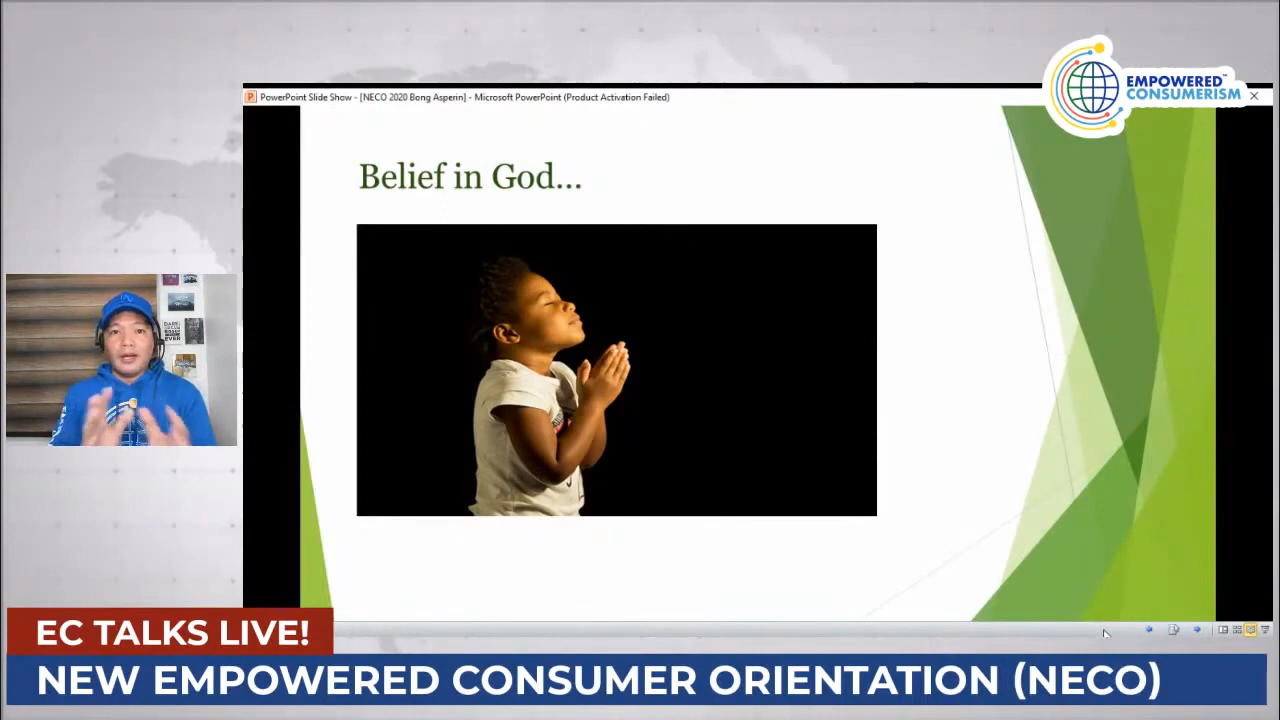 EMPOWERED™
CONSUMERISM
PowerPoint Slide Show - [NECO 2020 Bong Asperin] - Microsoft PowerPoint (Product Activation Failed)
Belief in God...
EC TALKS LIVE!
NEW EMPOWERED CONSUMER ORIENTATION (NECO)